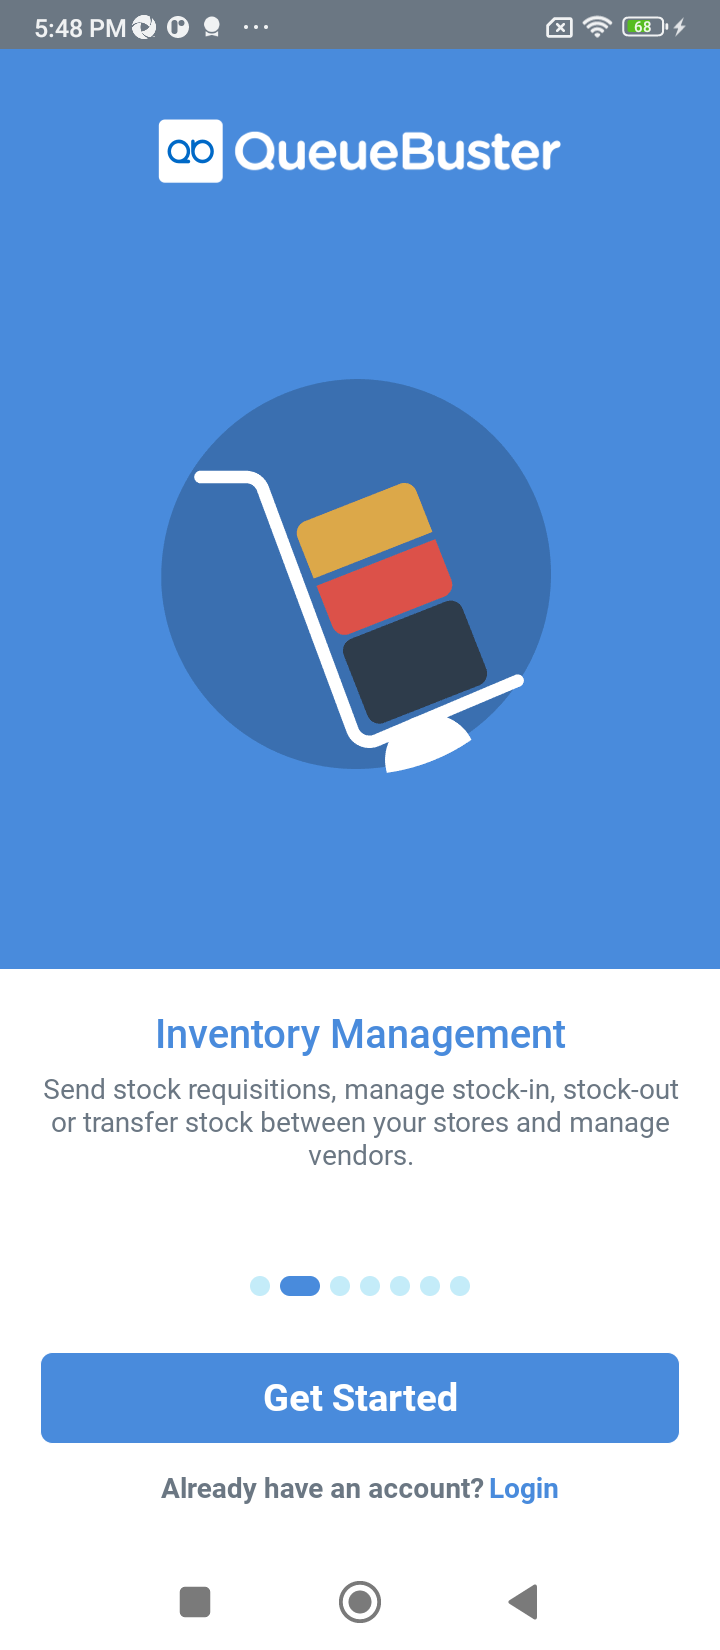 5:48 PM
68
QueueBuster
Inventory Management
Send stock requisitions, manage stock-in, stock-out
or transfer stock between your stores and manage
vendors.
Get Started
Already have an account? Login